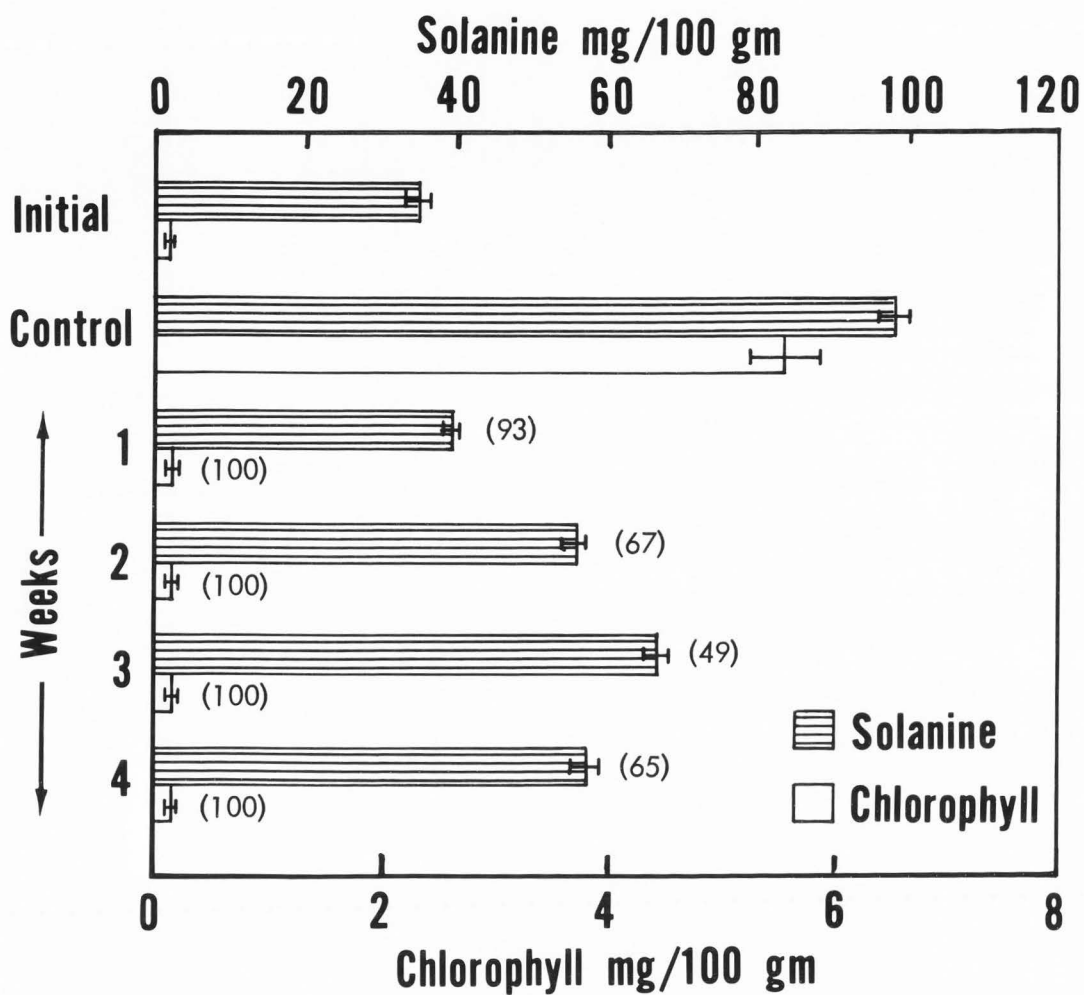 Solanine mg/100 gm
0 20 40 60 80 100 120
Initial
Control
1 (93)
(100)
2 (67)
(100)
3 (49)
(100)
4 (65)
(100)
Weeks
Solanine
Chlorophyll
0 2 4 6 8
Chlorophyll mg/100 gm